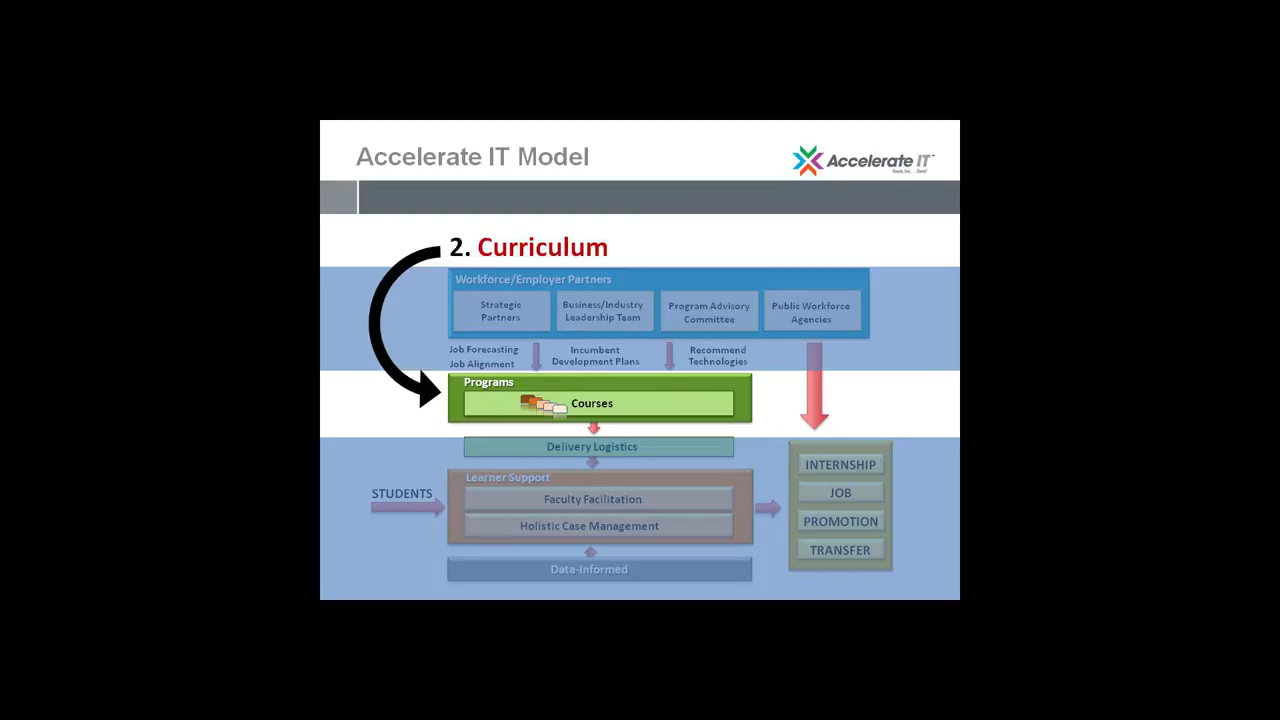 Accelerate IT Model
Accelerate IT™
2. Curriculum
Workforce/Employer Partners
Strategic
Partners
Business/Industry
Leadership Team
Program Advisory
Committee
Public Workforce
Agencies
Job Forecasting
Job Alignment
Incumbent
Development Plans
Recommend
Technologies
Programs
Courses
Delivery Logistics
Learner Support
Faculty Facilitation
Holistic Case Management
Data-Informed
STUDENTS
INTERNSHIP
JOB
PROMOTION
TRANSFER